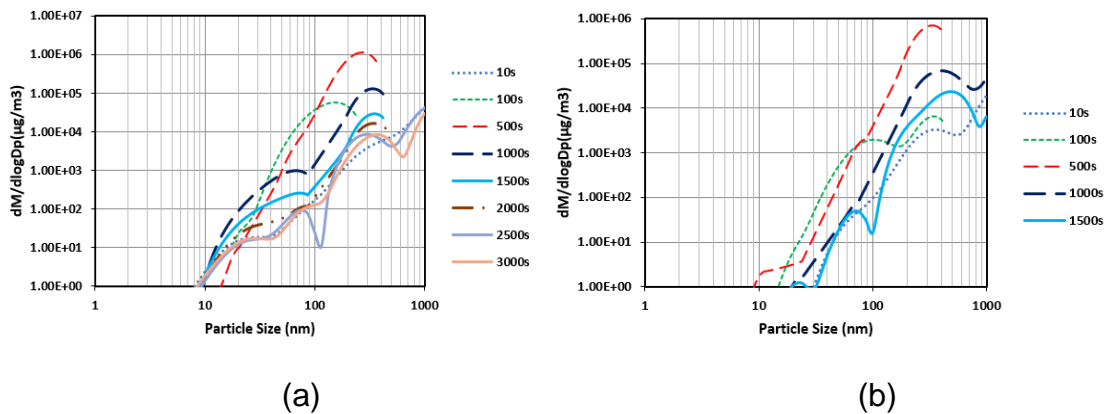 (a)
dM/dlogDp(µg/m3)
1.00E+07
1.00E+06
1.00E+05
1.00E+04
1.00E+03
1.00E+02
1.00E+01
1.00E+00
1
10
100
1000
Particle Size (nm)
10s
100s
500s
1000s
1500s
2000s
2500s
3000s
(a)
(b)
dM/dlogDp(µg/m3)
1.00E+06
1.00E+05
1.00E+04
1.00E+03
1.00E+02
1.00E+01
1.00E+00
1
10
100
1000
Particle Size (nm)
10s
100s
500s
1000s
1500s
(b)